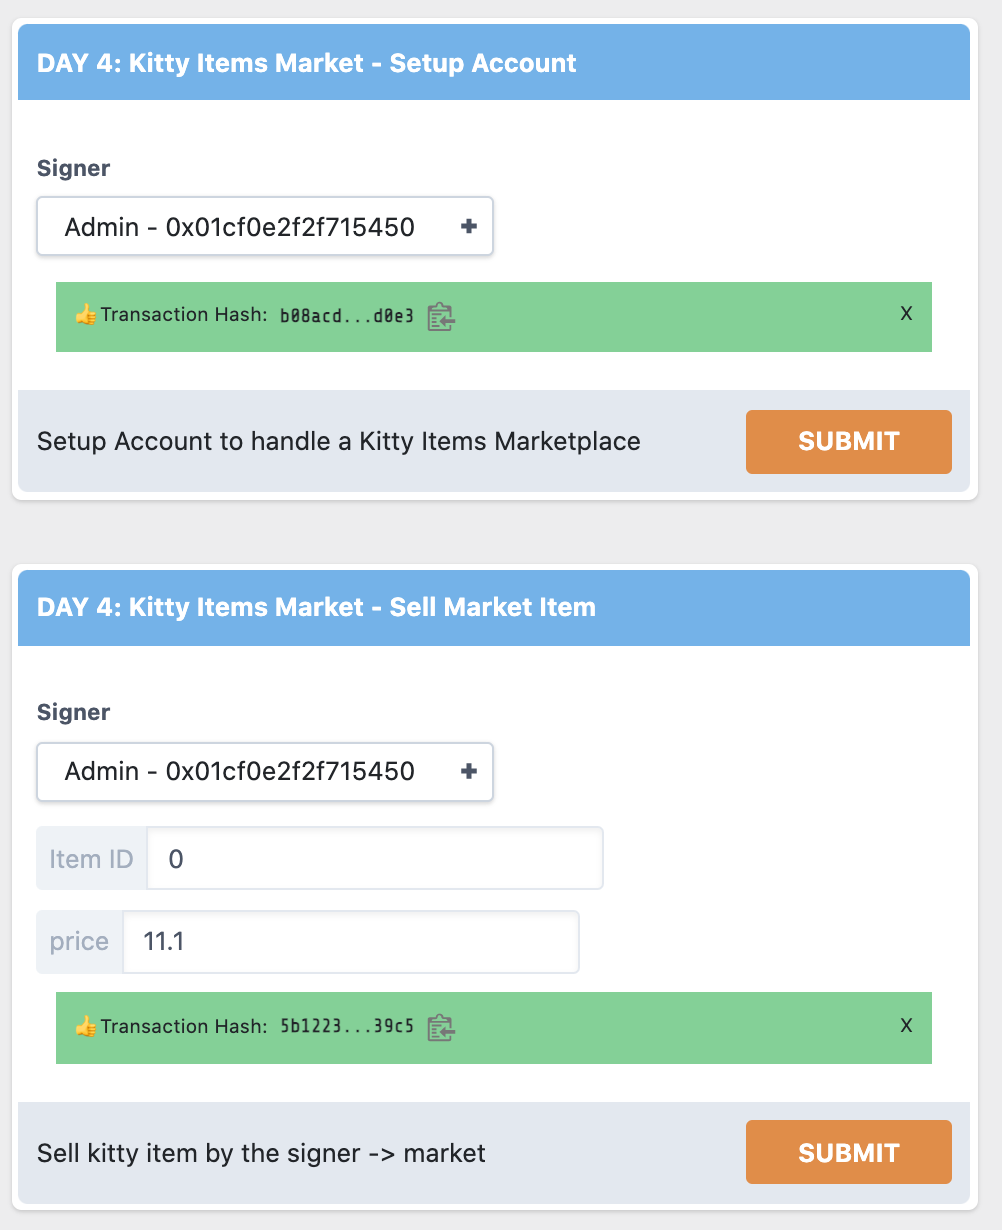 DAY 4: Kitty Items Market - Setup Account
Signer
Admin - 0x01cf0e2f2f715450
👍Transaction Hash: b08acd...d0e3
X
Setup Account to handle a Kitty Items Marketplace
SUBMIT
DAY 4: Kitty Items Market - Sell Market Item
Signer
Admin - 0x01cf0e2f2f715450
Item ID 0
price 11.1
👍Transaction Hash: 5b1223...39c5
X
Sell kitty item by the signer -> market
SUBMIT